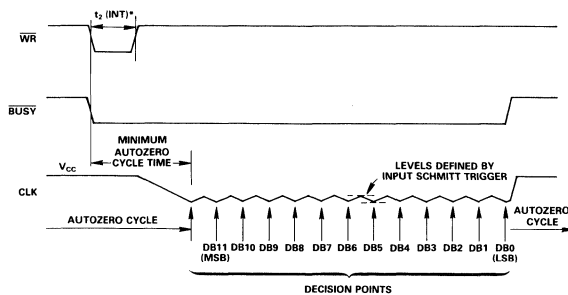 t2 (INT)*
WR
BUSY
MINIMUM
AUTOZERO
CYCLE TIME
VCC
LEVELS DEFINED BY
INPUT SCHMITT TRIGGER
CLK
AUTOZERO CYCLE
DB11
(MSB)
DB10
DB9
DB8
DB7
DB6
DB5
DB4
DB3
DB2
DB1
DB0
(LSB)
AUTOZERO
CYCLE
DECISION POINTS